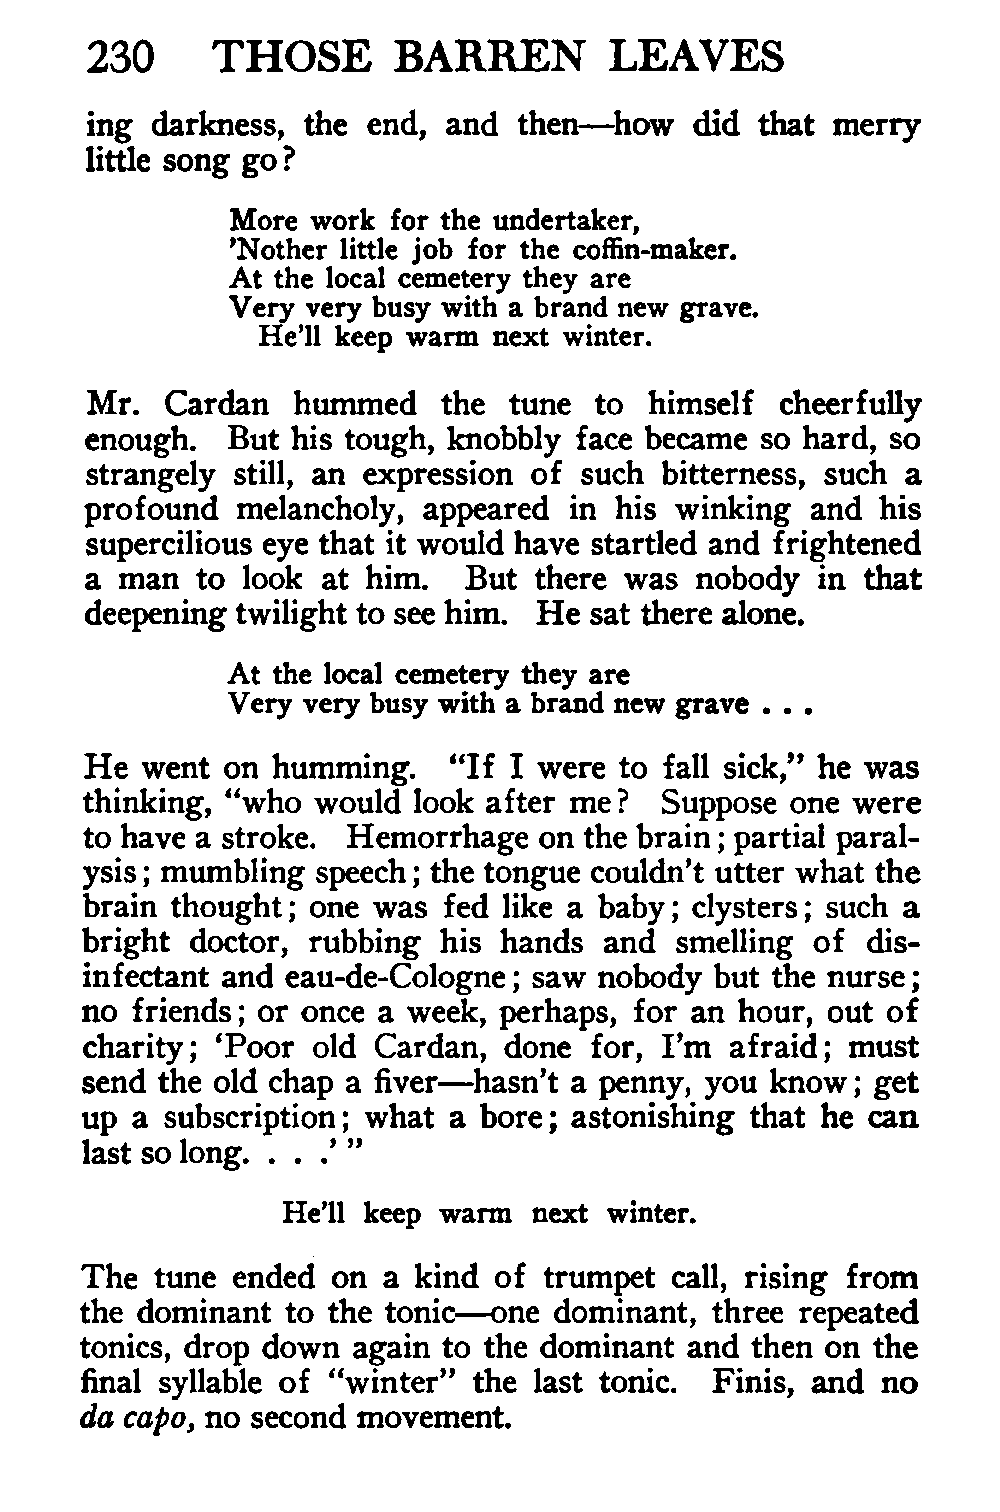 230 THOSE BARREN LEAVES
ing darkness, the end, and then—how did that merry
little song go?
More work for the undertaker,
'Nother little job for the coffin-maker.
At the local cemetery they are
Very very busy with a brand new grave.
He'll keep warm next winter.
Mr. Cardan hummed the tune to himself cheerfully
enough. But his tough, knobbly face became so hard, so
strangely still, an expression of such bitterness, such a
profound melancholy, appeared in his winking and his
supercilious eye that it would have startled and frightened
a man to look at him. But there was nobody in that
deepening twilight to see him. He sat there alone.
At the local cemetery they are
Very very busy with a brand new grave . . .
He went on humming. "If I were to fall sick," he was
thinking, "who would look after me? Suppose one were
to have a stroke. Hemorrhage on the brain; partial paral-
ysis; mumbling speech; the tongue couldn't utter what the
brain thought; one was fed like a baby; clysters; such a
bright doctor, rubbing his hands and smelling of dis-
infectant and eau-de-Cologne; saw nobody but the nurse;
no friends; or once a week, perhaps, for an hour, out of
charity; 'Poor old Cardan, done for, I'm afraid; must
send the old chap a fiver—hasn't a penny, you know; get
up a subscription; what a bore; astonishing that he can
last so long. . . .' "
He'll keep warm next winter.
The tune ended on a kind of trumpet call, rising from
the dominant to the tonic—one dominant, three repeated
tonics, drop down again to the dominant and then on the
final syllable of "winter" the last tonic. Finis, and no
da capo, no second movement.